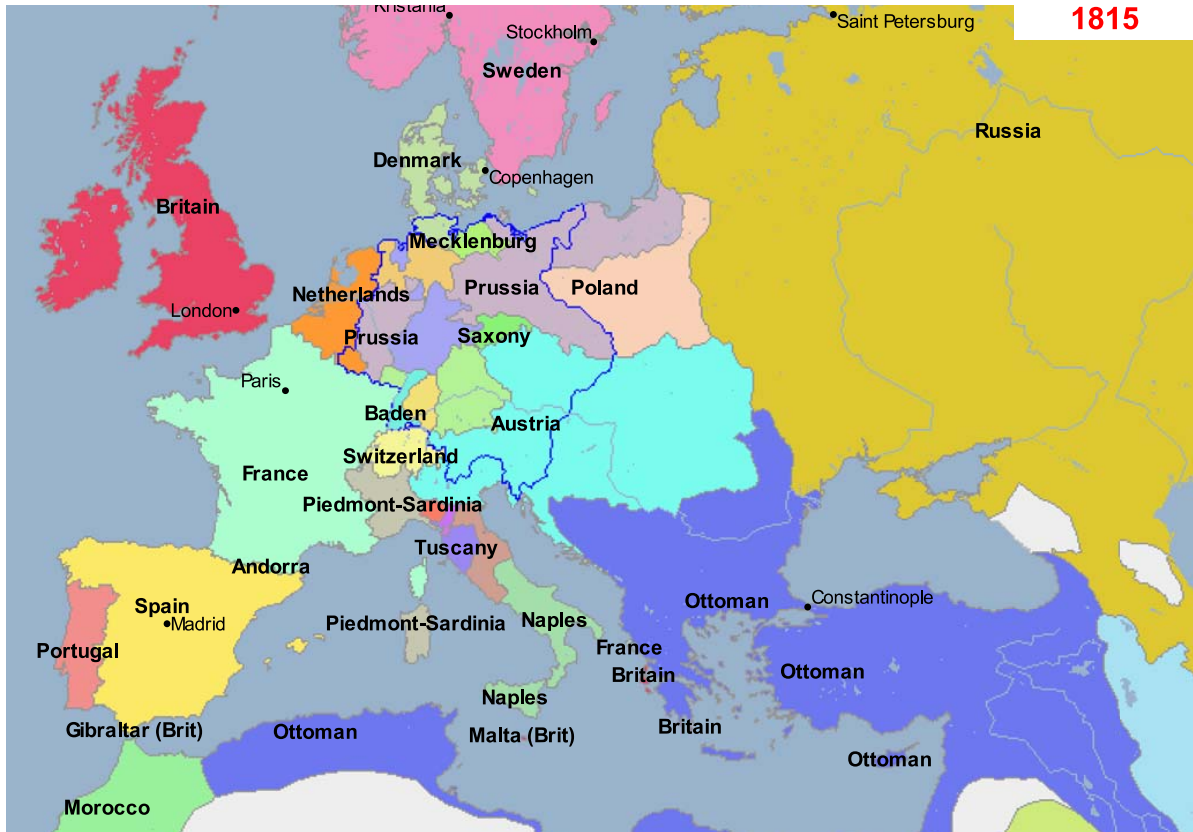 Kristania
1815
Saint Petersburg
Stockholm
Sweden
Russia
Denmark
Copenhagen
Britain
Mecklenburg
Netherlands
Prussia
Poland
London
Prussia
Saxony
Paris
Baden
Austria
Switzerland
France
Piedmont-Sardinia
Tuscany
Andorra
Constantinople
Ottoman
Spain
Madrid
Piedmont-Sardinia
Naples
Portugal
France
Britain
Ottoman
Naples
Gibraltar (Brit)
Ottoman
Malta (Brit)
Britain
Ottoman
Morocco